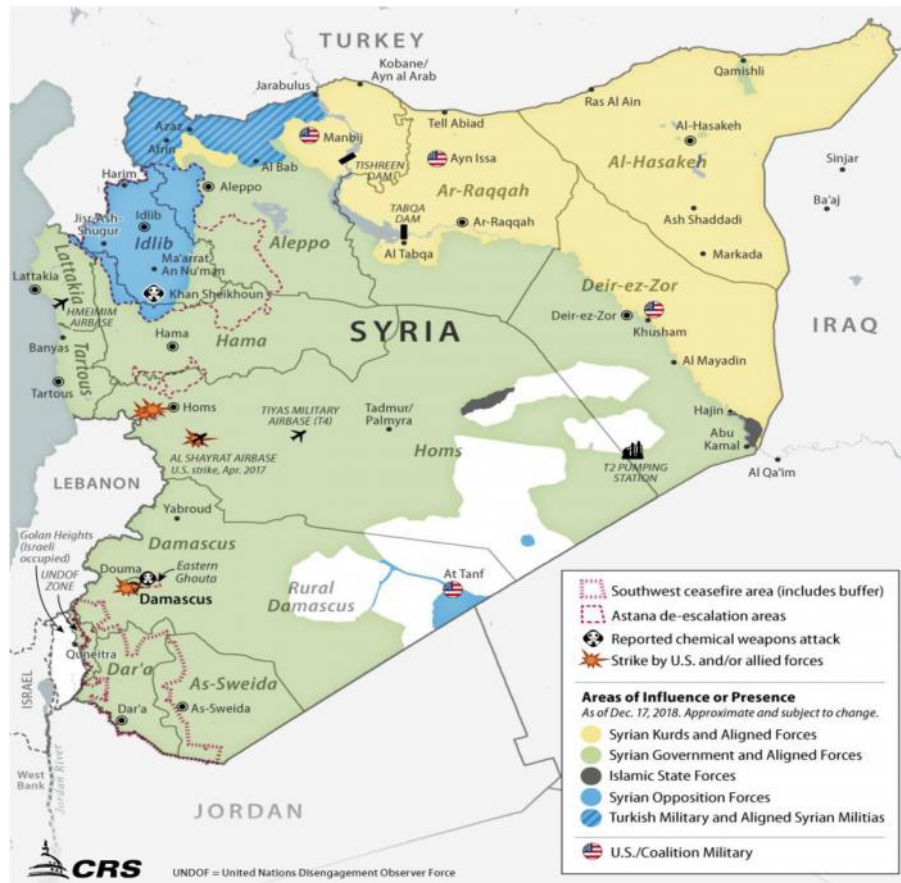 TURKEY
Kobane/
Ayn al Arab
Qamishli
Jarabulus
Ras Al Ain
Tell Abiad
Azaz
Manbij
Al-Hasakeh
Afrin
Ayn Issa
Al-Hasakeh
Sinjar
Al Bab
TISHREEN
DAM
Harim
Aleppo
Ar-Raqqah
Ba'aj
Jisr-Ash-
Shugur
Idlib
TABQA
DAM
Ar-Raqqah
Ash Shaddadi
Idlib
Aleppo
Al Tabqa
Markada
Ma'arrat
An Nu'man
Lattakia
Lattakia
Khan Sheikhoun
Deir-ez-Zor
HMEIMIM
AIRBASE
Deir-ez-Zor
Khusham
IRAQ
SYRIA
Banyas
Hama
Hama
Tartous
Al Mayadin
Tartous
Homs
TIYAS MILITARY
AIRBASE (T4)
Tadmur/
Palmyra
Hajin
Abu
Kamal
AL SHAYRAT AIRBASE
U.S. strike, Apr. 2017
Homs
T2 PUMPING
STATION
Al Qa'im
LEBANON
Yabroud
Golan Heights
(Israeli
occupied)
Damascus
UNDOF
ZONE
Douma
Eastern
Ghouta
Damascus
Rural
Damascus
At Tanf
Quneitra
Dar'a
As-Sweida
ISRAEL
Dar'a
As-Sweida
West
Bank
Jordan River
JORDAN
Southwest ceasefire area (includes buffer)
Astana de-escalation areas
Reported chemical weapons attack
Strike by U.S. and/or allied forces
Areas of Influence or Presence
As of Dec. 17, 2018. Approximate and subject to change.
Syrian Kurds and Aligned Forces
Syrian Government and Aligned Forces
Islamic State Forces
Syrian Opposition Forces
Turkish Military and Aligned Syrian Militias
U.S./Coalition Military
CRS
UNDOF = United Nations Disengagement Observer Force